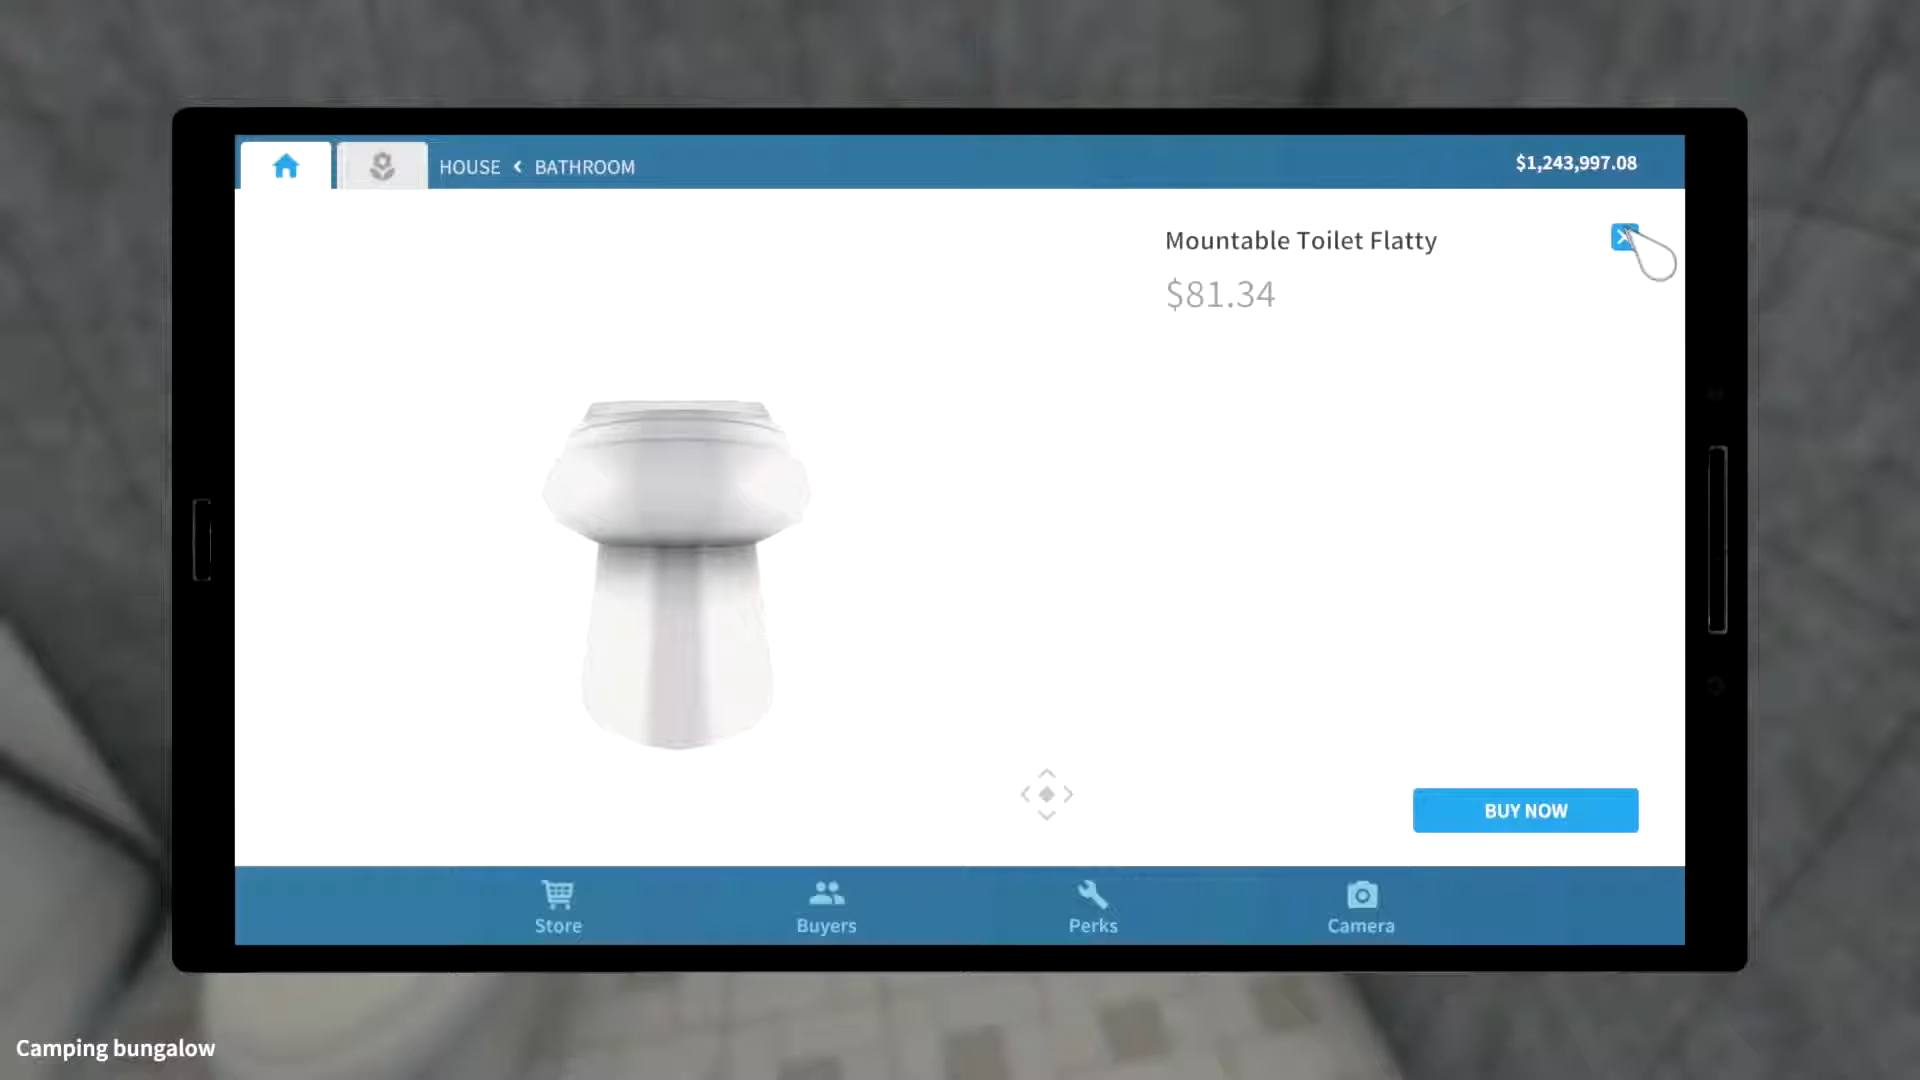 HOUSE < BATHROOM
$1,243,997.08
Mountable Toilet Flatty
$81.34
BUY NOW
Store
Buyers
Perks
Camera
Camping bungalow